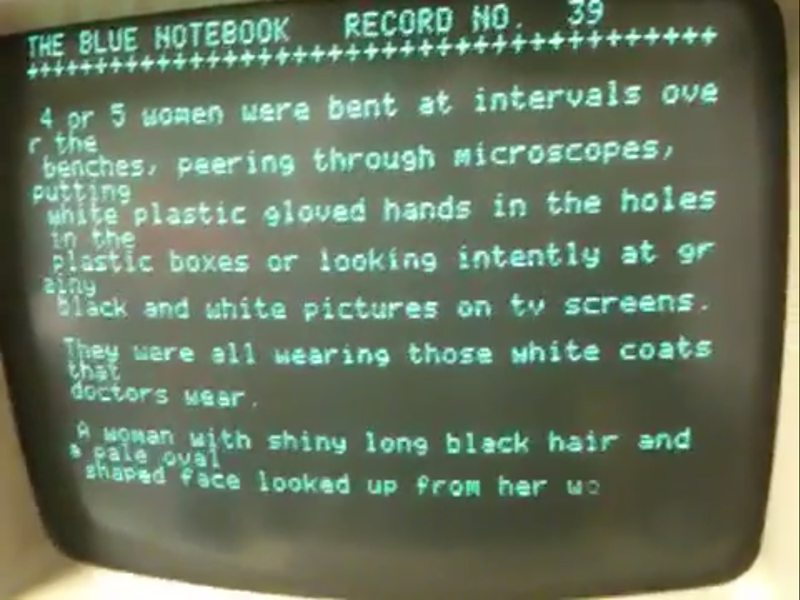 THE BLUE NOTEBOOK RECORD NO. 39
+++++++++++++++++++++++++++++++++++++++++++++
4 or 5 women were bent at intervals ove
r the
benches, peering through microscopes,
putting
white plastic gloved hands in the holes
in the
plastic boxes or looking intently at gr
ainy
black and white pictures on tv screens.
They were all wearing those white coats
that
doctors wear.
A woman with shiny long black hair and
a pale oval
shaped face looked up from her wo